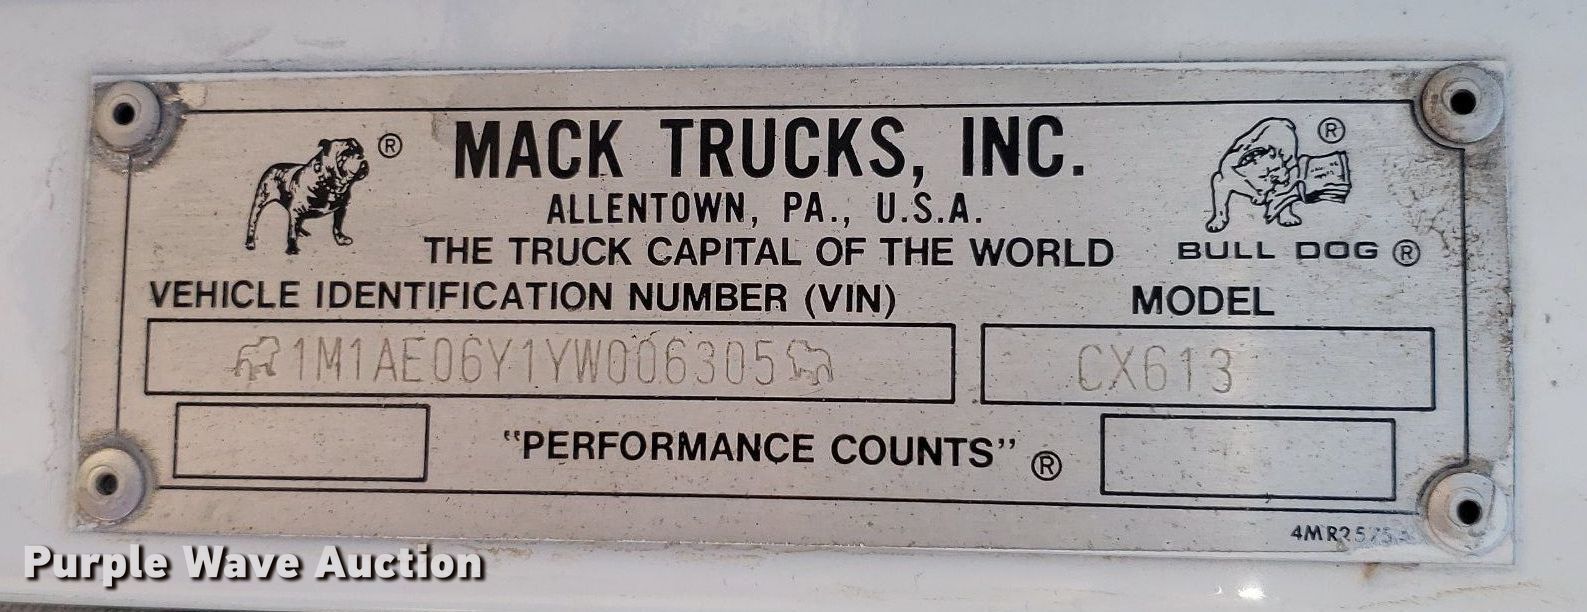 MACK TRUCKS, INC.
ALLENTOWN, PA., U.S.A.
THE TRUCK CAPITAL OF THE WORLD
® ®
BULL DOG ®
VEHICLE IDENTIFICATION NUMBER (VIN) MODEL
1M1AE06Y1YW006305 CX613
"PERFORMANCE COUNTS" ®
Purple Wave Auction